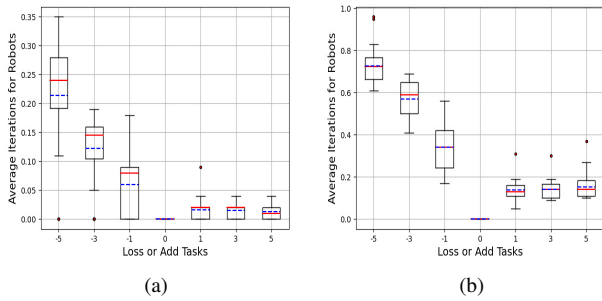 Average Iterations for Robots
0.35
0.30
0.25
0.20
0.15
0.10
0.05
0.00
-5 -3 -1 0 1 3 5
Loss or Add Tasks
(a)
Average Iterations for Robots
1.0
0.8
0.6
0.4
0.2
0.0
-5 -3 -1 0 1 3 5
Loss or Add Tasks
(b)